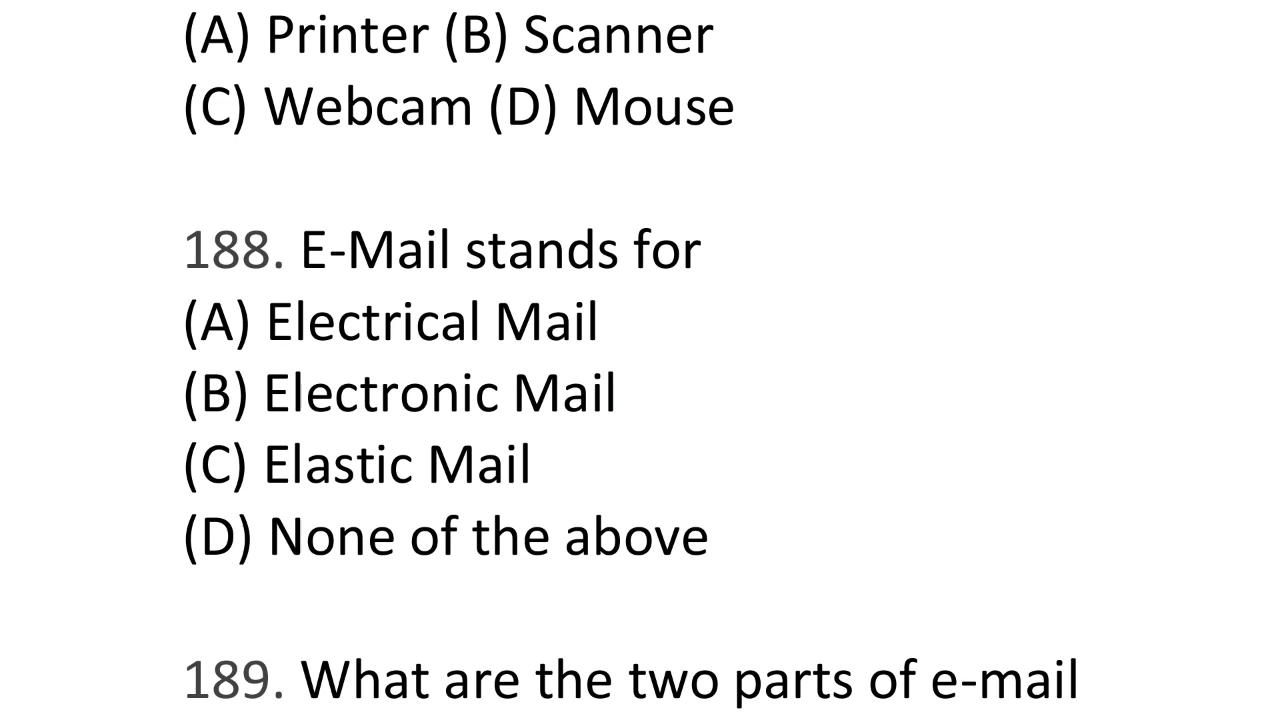 (A) Printer (B) Scanner
(C) Webcam (D) Mouse
188. E-Mail stands for
(A) Electrical Mail
(B) Electronic Mail
(C) Elastic Mail
(D) None of the above
189. What are the two parts of e-mail